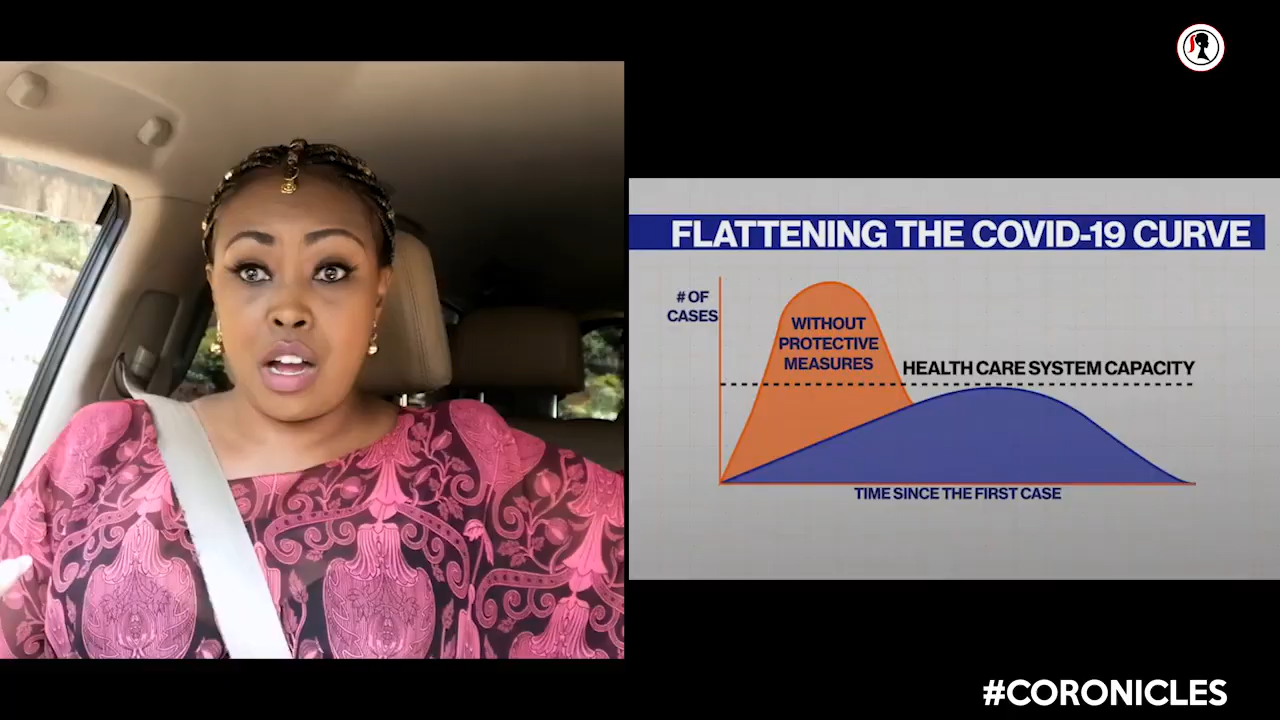 FLATTENING THE COVID-19 CURVE
# OF
CASES
WITHOUT
PROTECTIVE
MEASURES
HEALTH CARE SYSTEM CAPACITY
TIME SINCE THE FIRST CASE
#CORONICLES